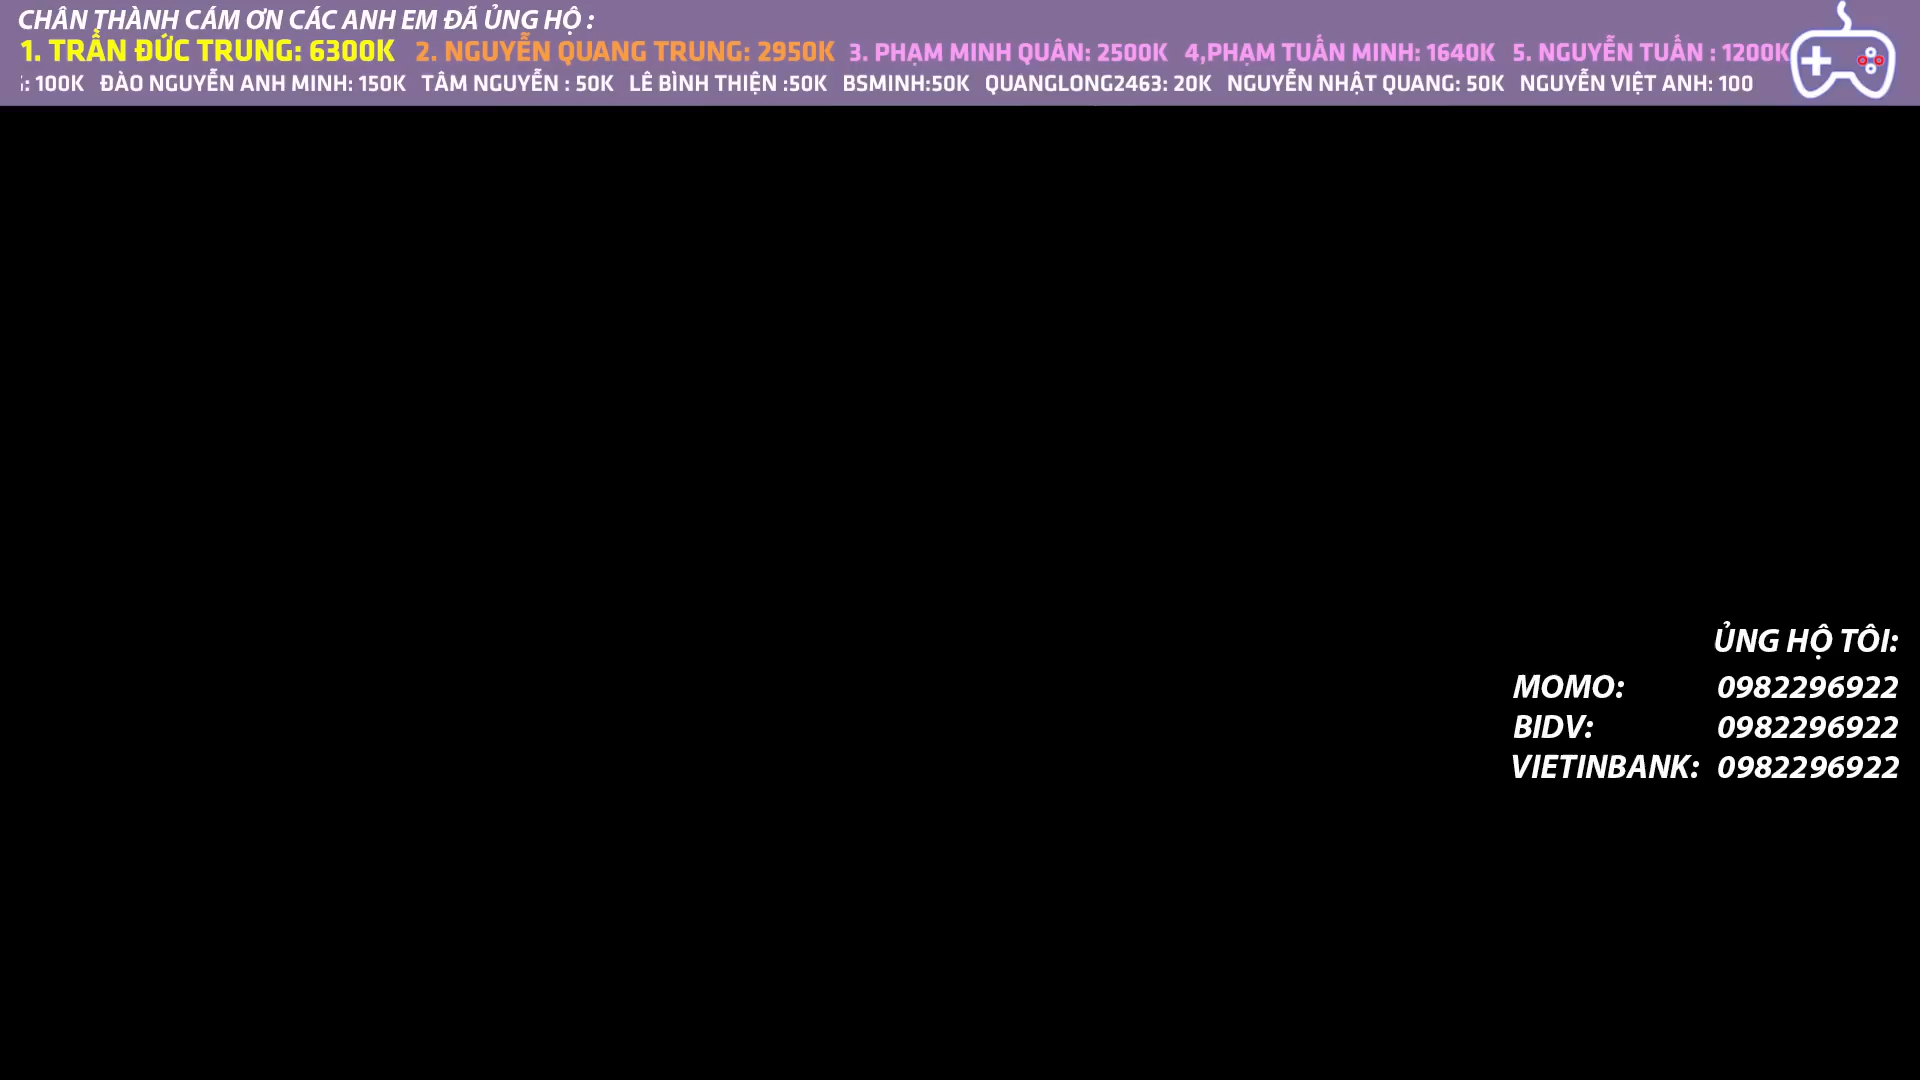 CHÂN THÀNH CÁM ƠN CÁC ANH EM ĐÃ ỦNG HỘ :
1. TRẦN ĐỨC TRUNG: 6300K 2. NGUYỄN QUANG TRUNG: 2950K 3. PHẠM MINH QUÂN: 2500K 4,PHẠM TUẤN MINH: 1640K 5. NGUYỄN TUẤN : 1200K
: 100K ĐÀO NGUYỄN ANH MINH: 150K TÂM NGUYỄN : 50K LÊ BÌNH THIỆN :50K BSMINH:50K QUANGLONG2463: 20K NGUYỄN NHẬT QUANG: 50K NGUYỄN VIỆT ANH: 100
ỦNG HỘ TÔI:
MOMO: 0982296922
BIDV: 0982296922
VIETINBANK: 0982296922